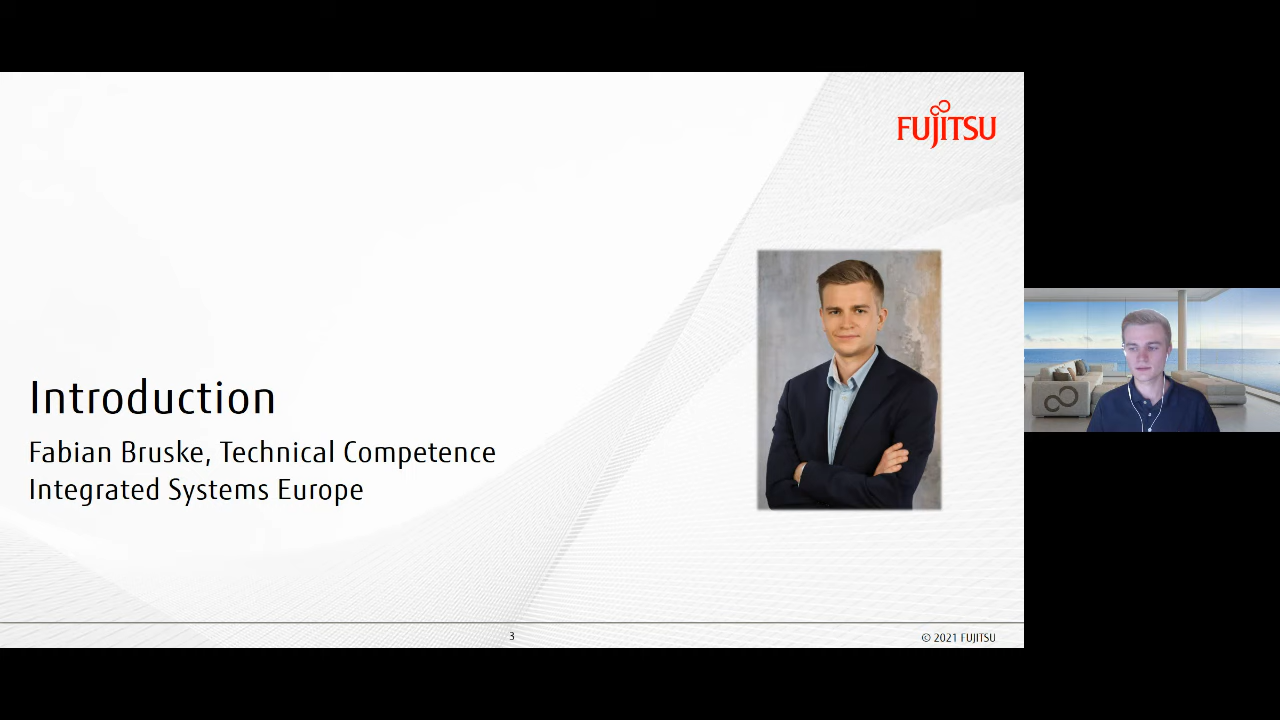 FUJITSU
Introduction
Fabian Bruske, Technical Competence
Integrated Systems Europe
3
© 2021 FUJITSU